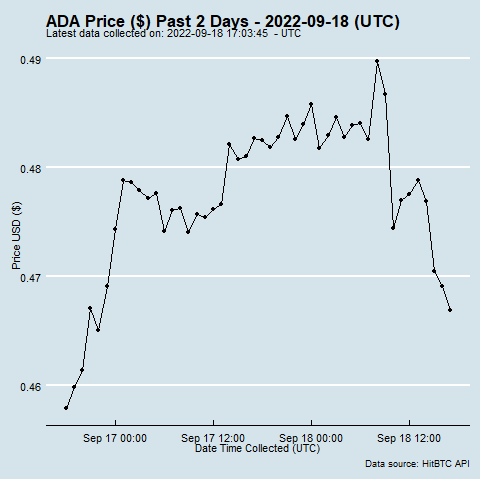 ADA Price ($) Past 2 Days - 2022-09-18 (UTC)
Latest data collected on: 2022-09-18 17:03:45 - UTC
0.49
0.48
0.47
0.46
Price USD ($)
Sep 17 00:00 Sep 17 12:00 Sep 18 00:00 Sep 18 12:00
Date Time Collected (UTC)
Data source: HitBTC API